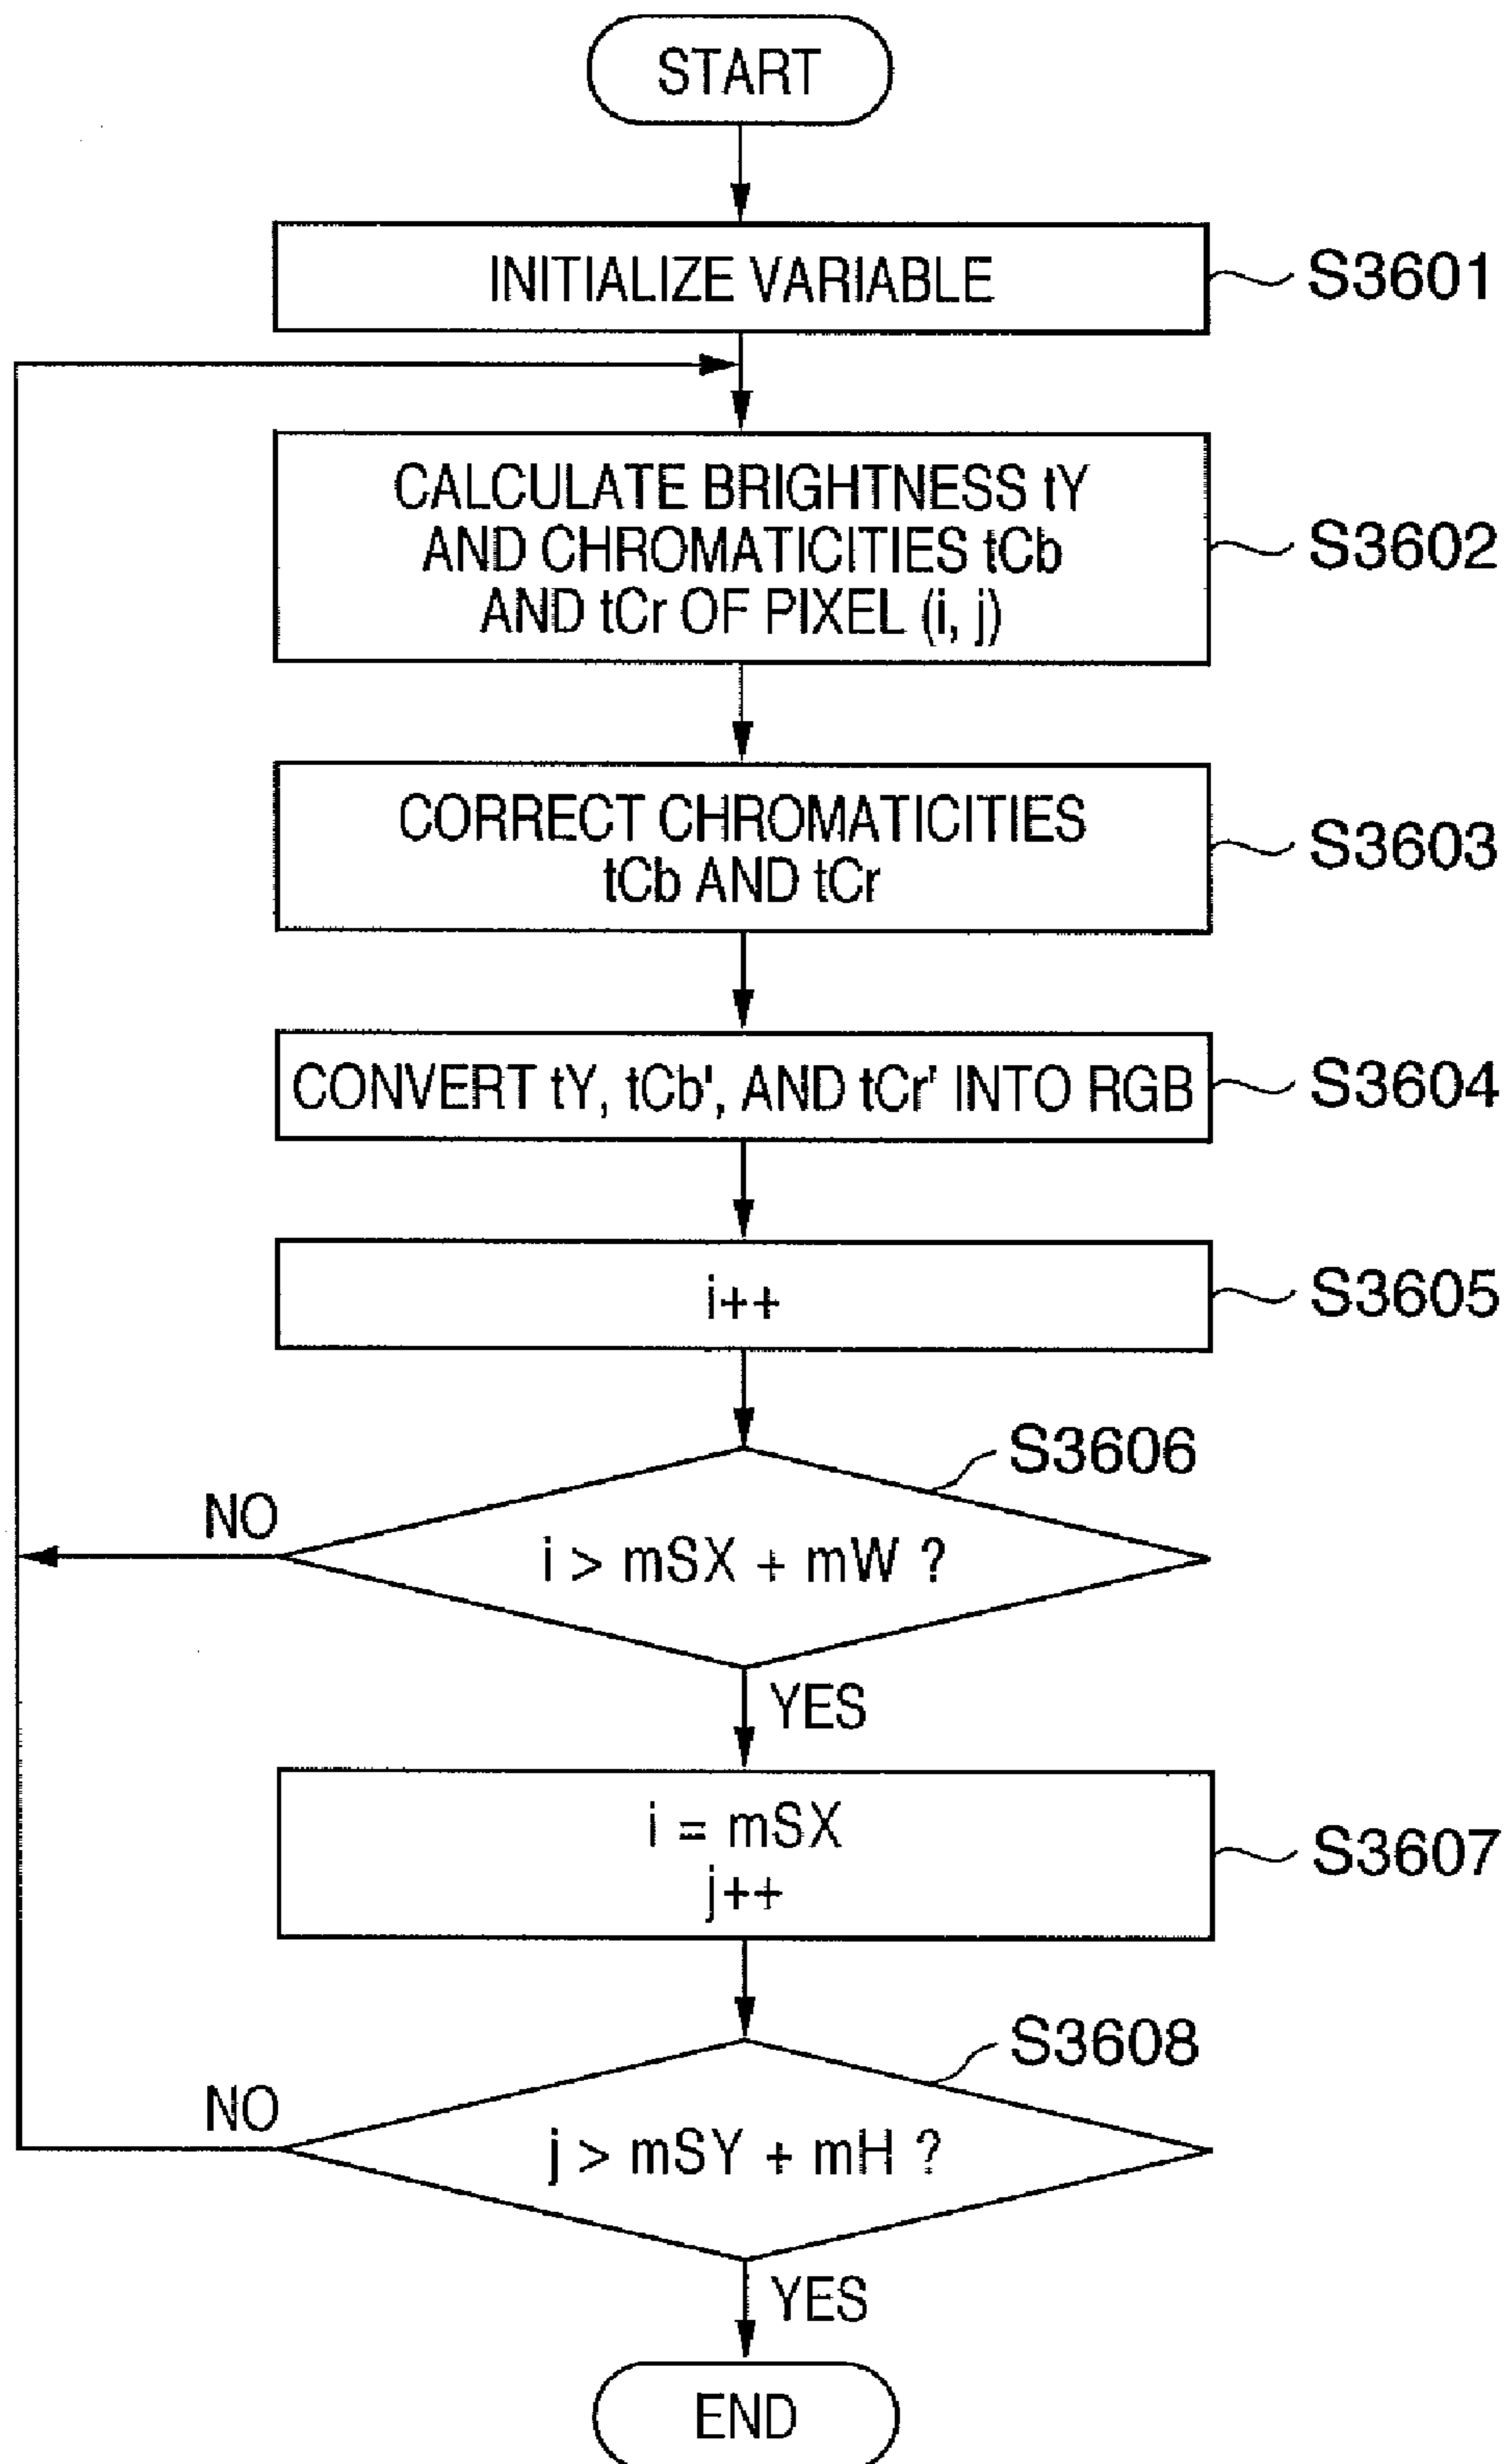 START
INITIALIZE VARIABLE
S3601
CALCULATE BRIGHTNESS tY
AND CHROMATICITIES tCb
AND tCr OF PIXEL (i, j)
S3602
CORRECT CHROMATICITIES
tCb AND tCr
S3603
CONVERT tY, tCb', AND tCr' INTO RGB
S3604
i++
S3605
S3606
NO
i > mSX + mW ?
YES
i = mSX
j++
S3607
S3608
NO
j > mSY + mH ?
YES
END